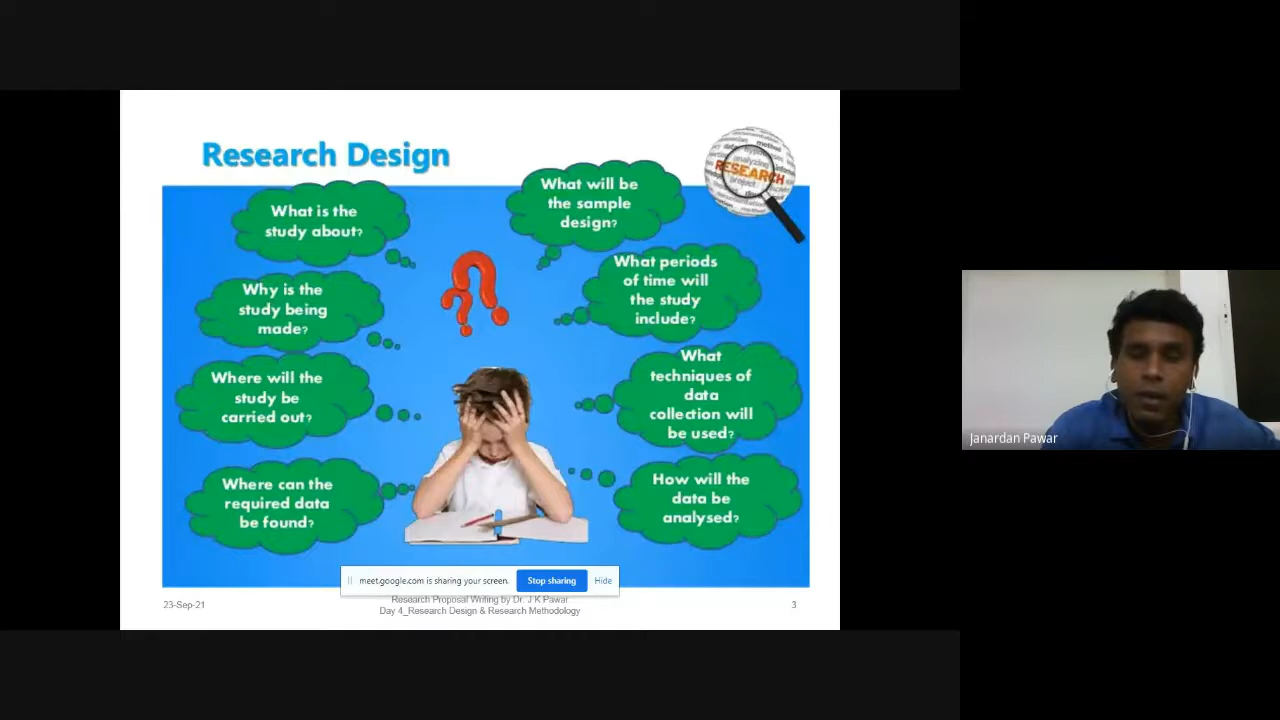 Research Design
RESEARCH
method
analyzing
project
What is the
study about?
What will be
the sample
design?
Why is the
study being
made?
What periods
of time will
the study
include?
Where will the
study be
carried out?
What
techniques of
data
collection will
be used?
Where can the
required data
be found?
How will the
data be
analysed?
meet.google.com is sharing your screen.
Stop sharing
Hide
23-Sep-21
Research Proposal Writing by Dr. J K Pawar
Day 4_Research Design & Research Methodology
3
Janardan Pawar